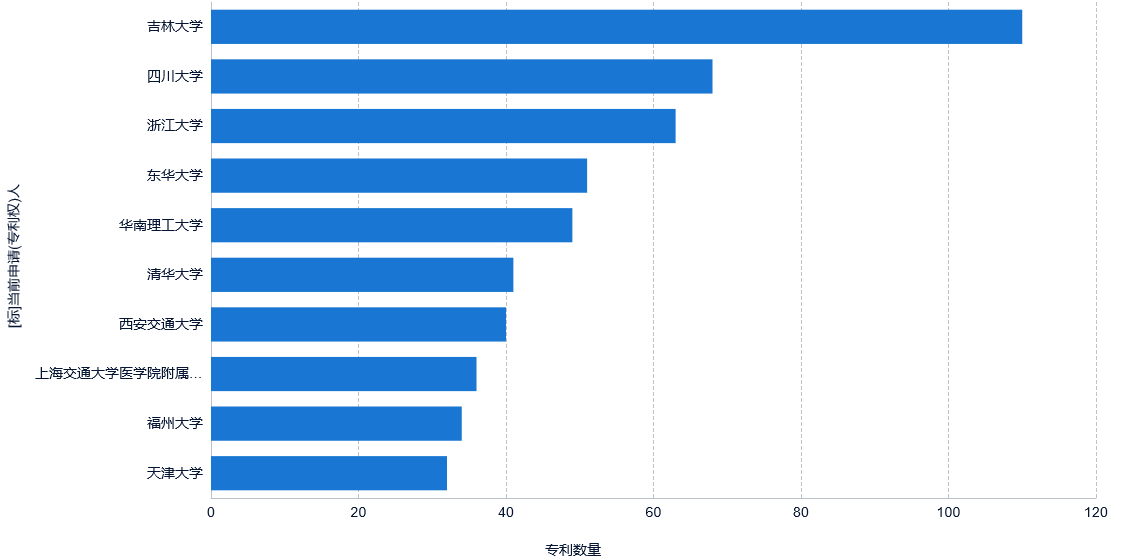 吉林大学
四川大学
浙江大学
东华大学
华南理工大学
清华大学
西安交通大学
上海交通大学医学院附属...
福州大学
天津大学
[标]当前申请(专利权)人
0 20 40 60 80 100 120
专利数量